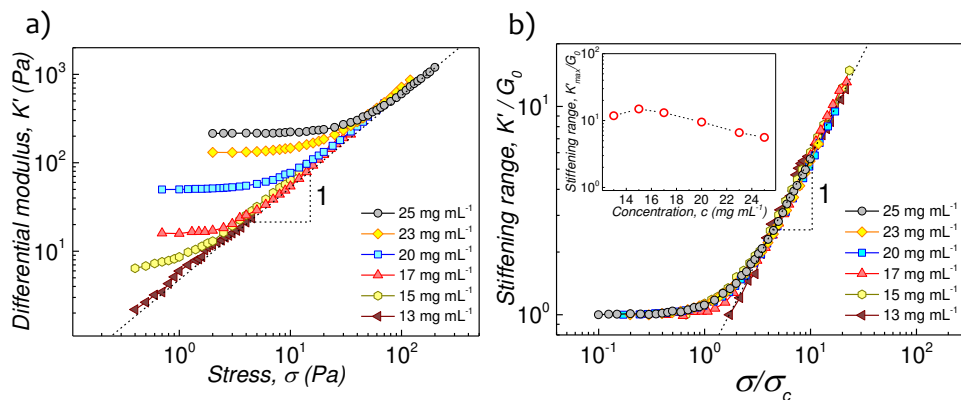 a)
Differential modulus, K' (Pa)
10³
10²
10¹
1
25 mg mL⁻¹
23 mg mL⁻¹
20 mg mL⁻¹
17 mg mL⁻¹
15 mg mL⁻¹
13 mg mL⁻¹
10⁰ 10¹ 10²
Stress, σ (Pa)
b)
Stiffening range, K' / G₀
10¹
10⁰
Stiffening range, K'max/G₀
10²
10¹
10⁰
14 16 18 20 22 24
Concentration, c (mg mL⁻¹)
1
25 mg mL⁻¹
23 mg mL⁻¹
20 mg mL⁻¹
17 mg mL⁻¹
15 mg mL⁻¹
13 mg mL⁻¹
10⁻¹ 10⁰ 10¹ 10²
σ/σc